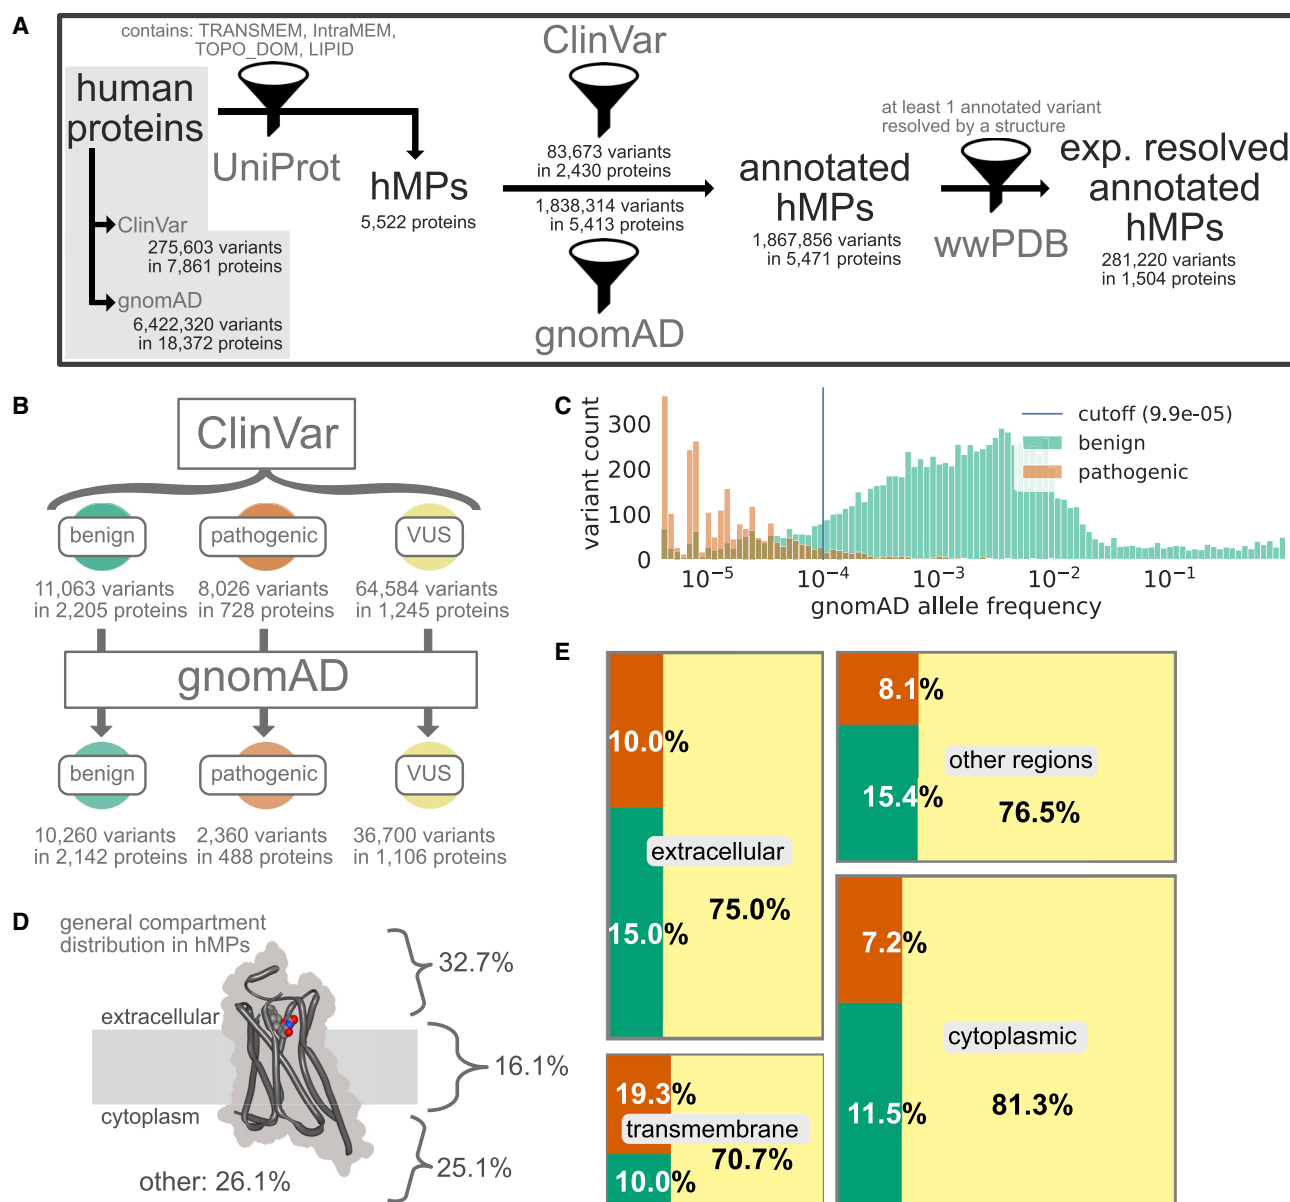 A
contains: TRANSMEM, IntraMEM,
TOPO_DOM, LIPID
human
proteins
UniProt
ClinVar
275,603 variants
in 7,861 proteins
gnomAD
6,422,320 variants
in 18,372 proteins
hMPs
5,522 proteins
ClinVar
83,673 variants
in 2,430 proteins
1,838,314 variants
in 5,413 proteins
gnomAD
annotated
hMPs
1,867,856 variants
in 5,471 proteins
at least 1 annotated variant
resolved by a structure
wwPDB
exp. resolved
annotated
hMPs
281,220 variants
in 1,504 proteins
B
ClinVar
benign
pathogenic
VUS
11,063 variants
in 2,205 proteins
8,026 variants
in 728 proteins
64,584 variants
in 1,245 proteins
gnomAD
benign
pathogenic
VUS
10,260 variants
in 2,142 proteins
2,360 variants
in 488 proteins
36,700 variants
in 1,106 proteins
C
variant count
300
200
100
0
cutoff (9.9e-05)
benign
pathogenic
10⁻⁵
10⁻⁴
10⁻³
10⁻²
10⁻¹
gnomAD allele frequency
D
general compartment
distribution in hMPs
extracellular
cytoplasm
32.7%
16.1%
25.1%
other: 26.1%
E
10.0%
15.0%
extracellular
75.0%
8.1%
15.4%
other regions
76.5%
19.3%
transmembrane
70.7%
10.0%
7.2%
11.5%
cytoplasmic
81.3%